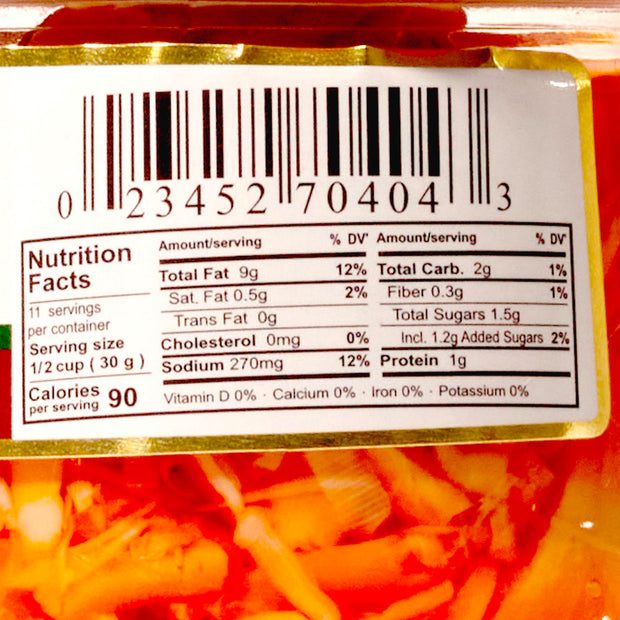 0 23452 70404 3
Nutrition
Facts
11 servings
per container
Serving size
1/2 cup ( 30 g )
Calories
per serving 90
Amount/serving % DV*
Total Fat 9g 12%
Sat. Fat 0.5g 2%
Trans Fat 0g
Cholesterol 0mg 0%
Sodium 270mg 12%
Amount/serving % DV*
Total Carb. 2g 1%
Fiber 0.3g 1%
Total Sugars 1.5g
Incl. 1.2g Added Sugars 2%
Protein 1g
Vitamin D 0% · Calcium 0% · Iron 0% · Potassium 0%